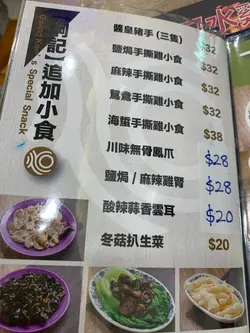 記】追加小食
's Special Snack
醬皇豬手（三隻） $32
鹽焗手撕雞小食 $32
麻辣手撕雞小食 $32
鴛鴦手撕雞小食 $32
海蜇手撕雞小食 $38
川味無骨鳳爪 $28
鹽焗 / 麻辣雞腎 $28
酸辣蒜香雲耳 $20
冬菇扒生菜 $20